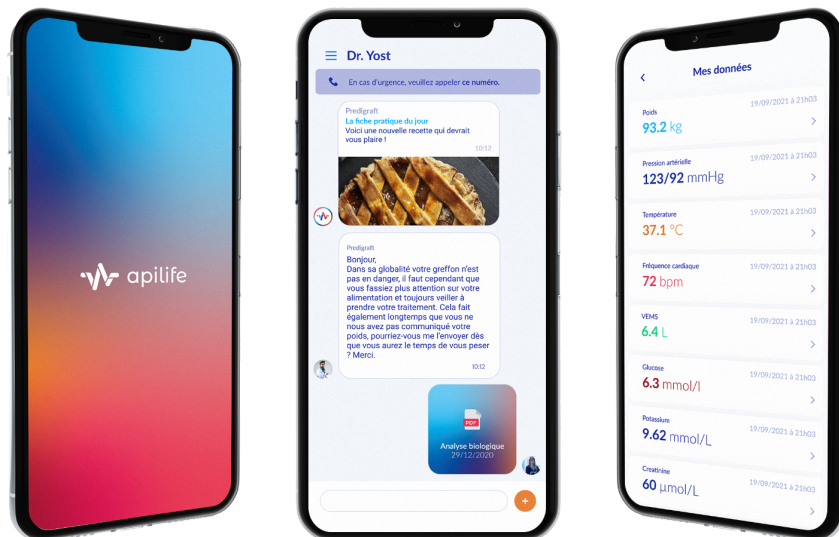 apilife
Dr. Yost
En cas d'urgence, veuillez appeler ce numéro.
Predigraft
La fiche pratique du jour
Voici une nouvelle recette qui devrait
vous plaire !
10:12
Predigraft
Bonjour,
Dans sa globalité votre greffon n'est
pas en danger, il faut cependant que
vous fassiez plus attention sur votre
alimentation et toujours veiller à
prendre votre traitement. Cela fait
également longtemps que vous ne
nous avez pas communiqué votre
poids, pourriez-vous me l'envoyer dès
que vous aurez le temps de vous peser
? Merci.
10:12
PDF
Analyse biologique
29/12/2020
Mes données
Poids
19/09/2021 à 21h03
93.2 kg
Pression artérielle
19/09/2021 à 21h03
123/92 mmHg
Température
19/09/2021 à 21h03
37.1 °C
Fréquence cardiaque
19/09/2021 à 21h03
72 bpm
VEMS
19/09/2021 à 21h03
6.4 L
Glucose
19/09/2021 à 21h03
6.3 mmol/l
Potassium
19/09/2021 à 21h03
9.62 mmol/L
Creatinine
19/09/2021 à 21h03
60 µmol/L